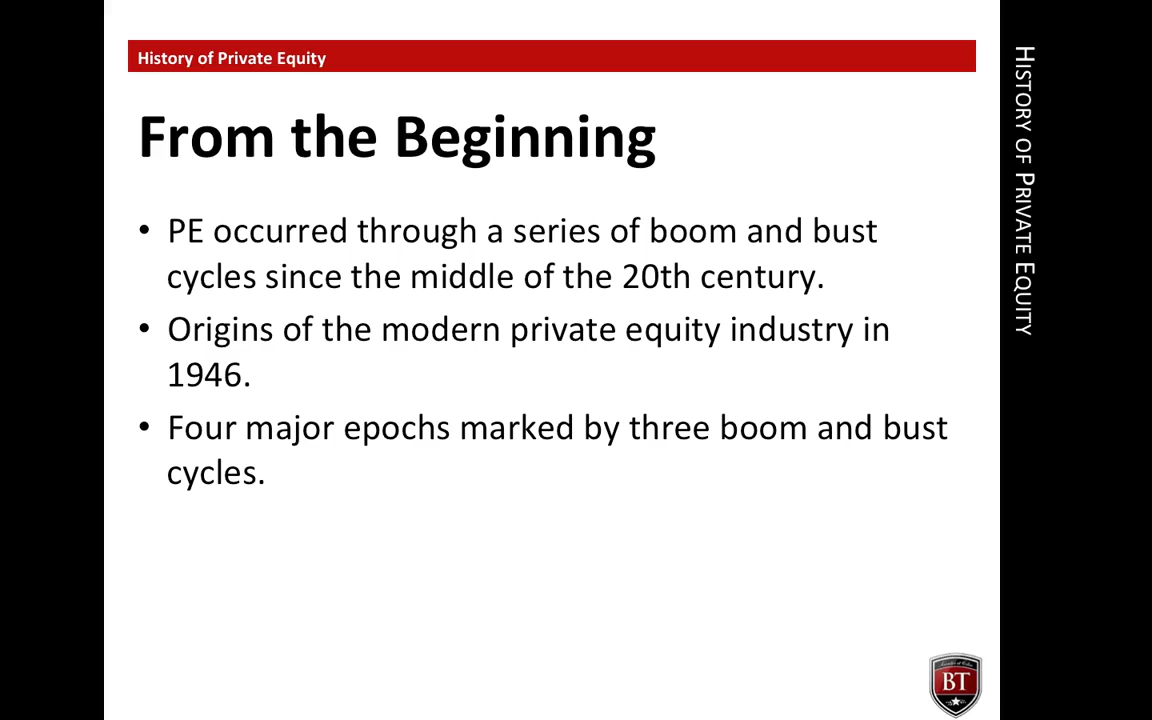 History of Private Equity
From the Beginning
• PE occurred through a series of boom and bust
cycles since the middle of the 20th century.
• Origins of the modern private equity industry in
1946.
• Four major epochs marked by three boom and bust
cycles.
HISTORY OF PRIVATE EQUITY
BT